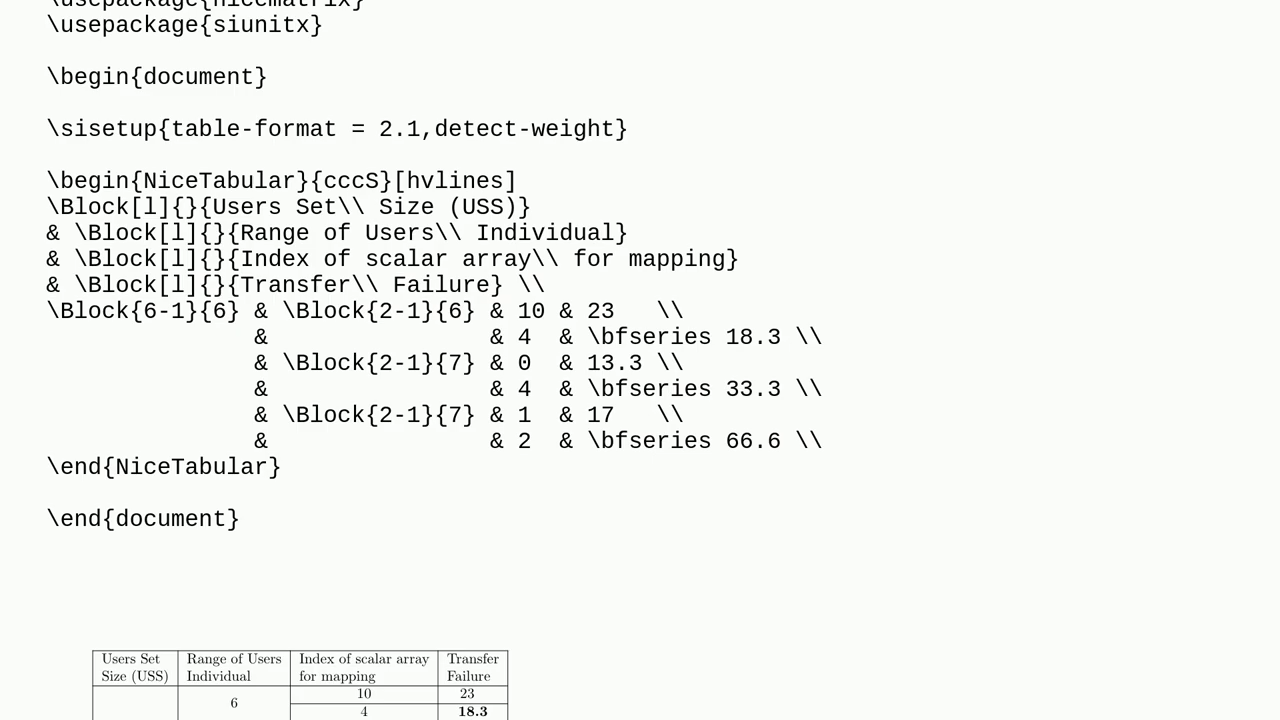 \usepackage{nicematrix}
\usepackage{siunitx}

\begin{document}

\sisetup{table-format = 2.1,detect-weight}

\begin{NiceTabular}{cccS}[hvlines]
\Block[l]{}{Users Set\\ Size (USS)}
& \Block[l]{}{Range of Users\\ Individual}
& \Block[l]{}{Index of scalar array\\ for mapping}
& \Block[l]{}{Transfer\\ Failure} \\
\Block{6-1}{6} & \Block{2-1}{6} & 10 & 23   \\
               &                & 4  & \bfseries 18.3 \\
               & \Block{2-1}{7} & 0  & 13.3 \\
               &                & 4  & \bfseries 33.3 \\
               & \Block{2-1}{7} & 1  & 17   \\
               &                & 2  & \bfseries 66.6 \\
\end{NiceTabular}

\end{document}

Users Set Range of Users Index of scalar array Transfer
Size (USS) Individual for mapping Failure
10 23
6
4 18.3